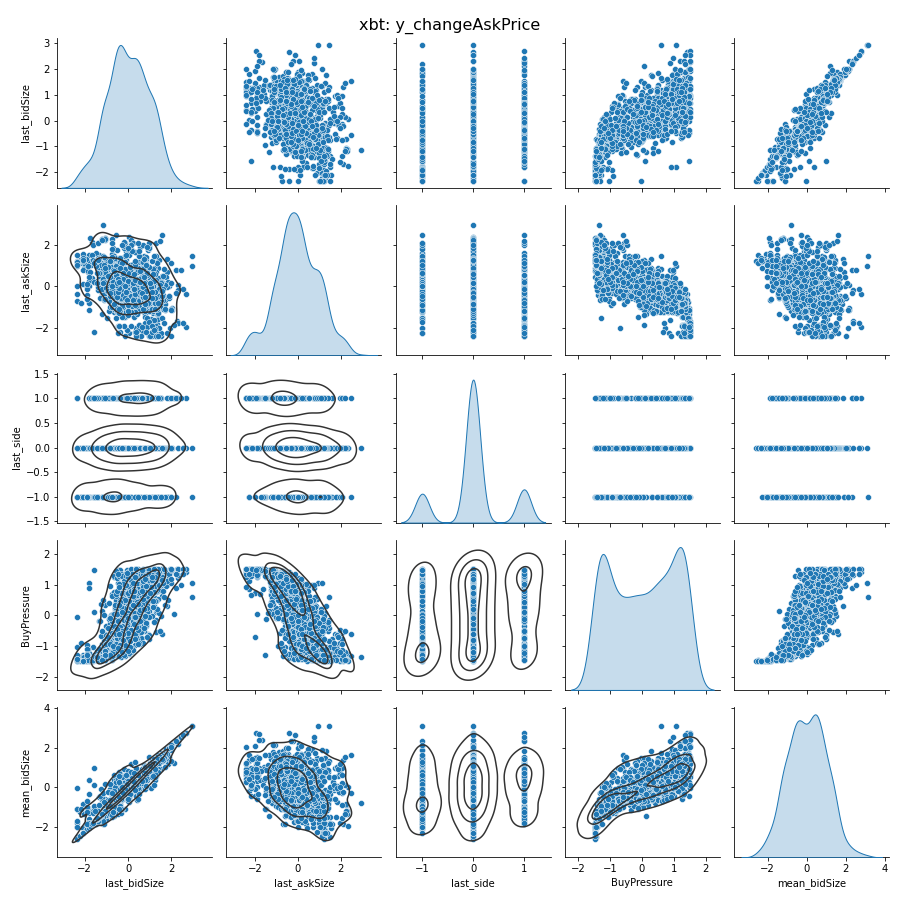 xbt: y_changeAskPrice
last_bidSize
3
2
1
0
−1
−2
last_askSize
2
0
−2
last_side
1.5
1.0
0.5
0.0
−0.5
−1.0
−1.5
BuyPressure
2
1
0
−1
−2
mean_bidSize
4
2
0
−2
−2 0 2
−2 0 2
−1 0 1
−2 −1 0 1 2
−2 0 2 4
last_bidSize
last_askSize
last_side
BuyPressure
mean_bidSize